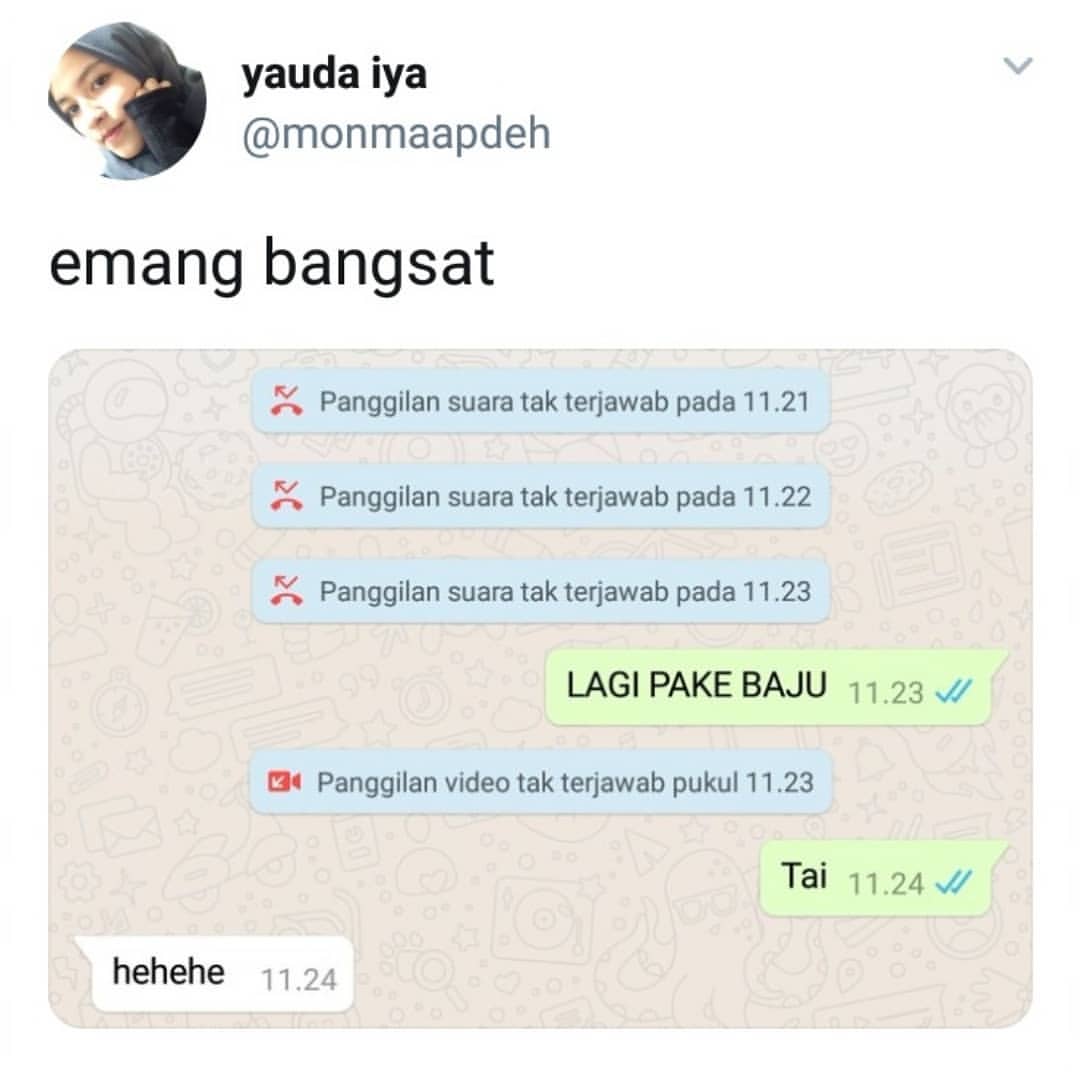 yauda iya
@monmaapdeh
emang bangsat
Panggilan suara tak terjawab pada 11.21
Panggilan suara tak terjawab pada 11.22
Panggilan suara tak terjawab pada 11.23
LAGI PAKE BAJU 11.23
Panggilan video tak terjawab pukul 11.23
Tai 11.24
hehehe 11.24